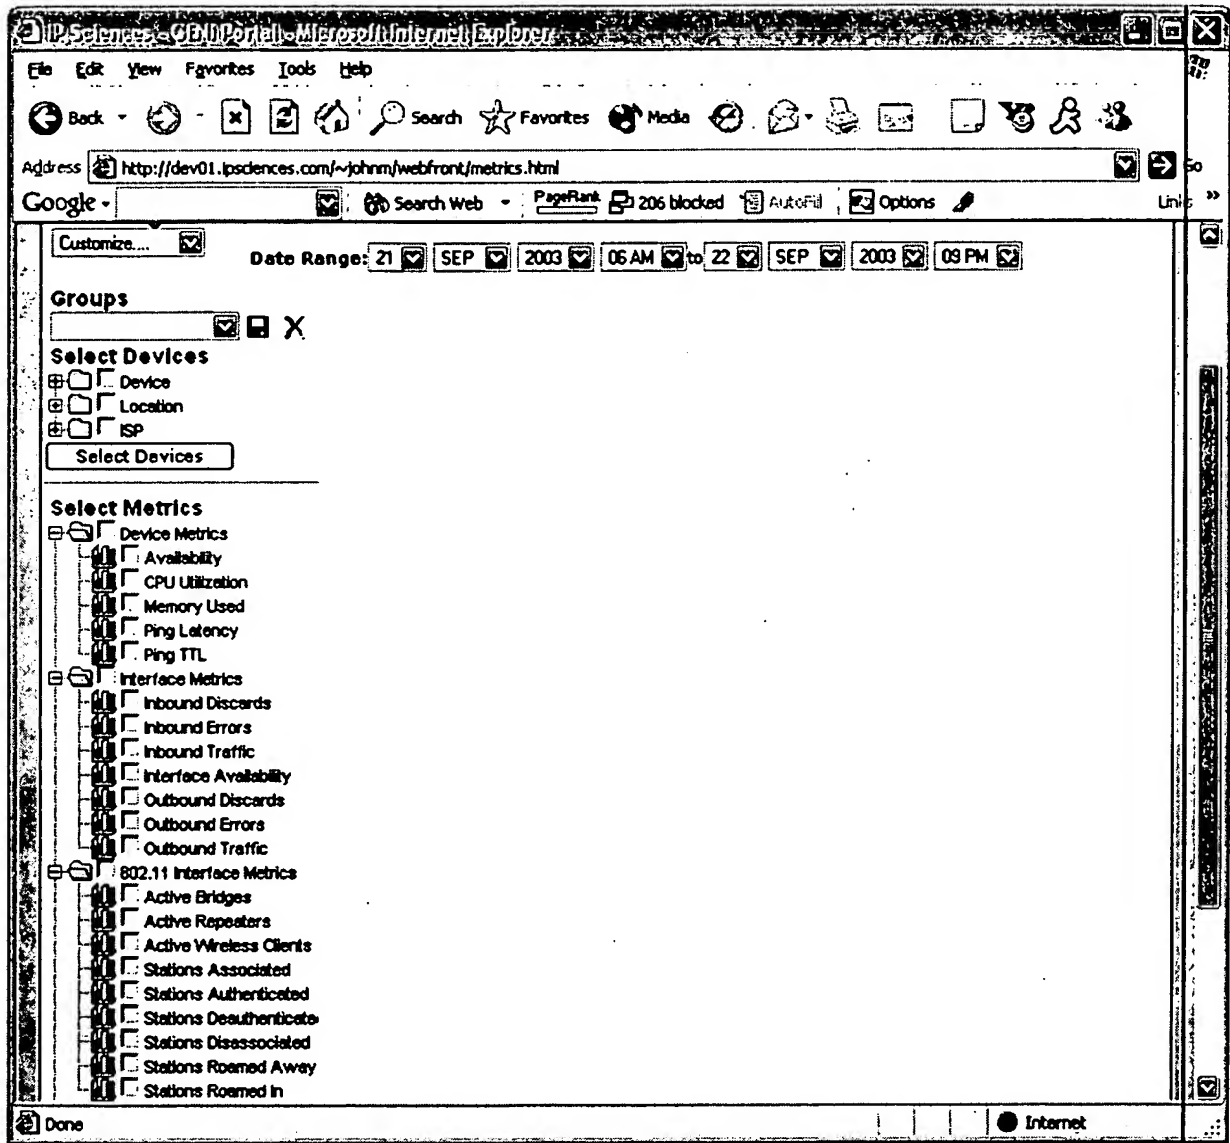 IP Sciences - GENII Portal - Microsoft Internet Explorer
File Edit View Favorites Tools Help
Back Search Favorites Media
Address http://dev01.ipsciences.com/~johnm/webfront/metrics.html Go
Google Search Web PageRank 206 blocked AutoFill Options Links »
Customize....
Date Range: 21 SEP 2003 06 AM to 22 SEP 2003 09 PM
Groups
Select Devices
Device
Location
ISP
Select Devices
Select Metrics
Device Metrics
Availability
CPU Utilization
Memory Used
Ping Latency
Ping TTL
Interface Metrics
Inbound Discards
Inbound Errors
Inbound Traffic
Interface Availability
Outbound Discards
Outbound Errors
Outbound Traffic
802.11 Interface Metrics
Active Bridges
Active Repeaters
Active Wireless Clients
Stations Associated
Stations Authenticated
Stations Deauthenticate
Stations Disassociated
Stations Roamed Away
Stations Roamed In
Done Internet